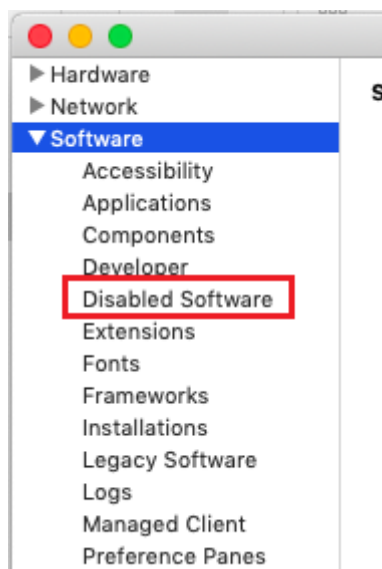 Hardware
Network
Software
Accessibility
Applications
Components
Developer
Disabled Software
Extensions
Fonts
Frameworks
Installations
Legacy Software
Logs
Managed Client
Preference Panes